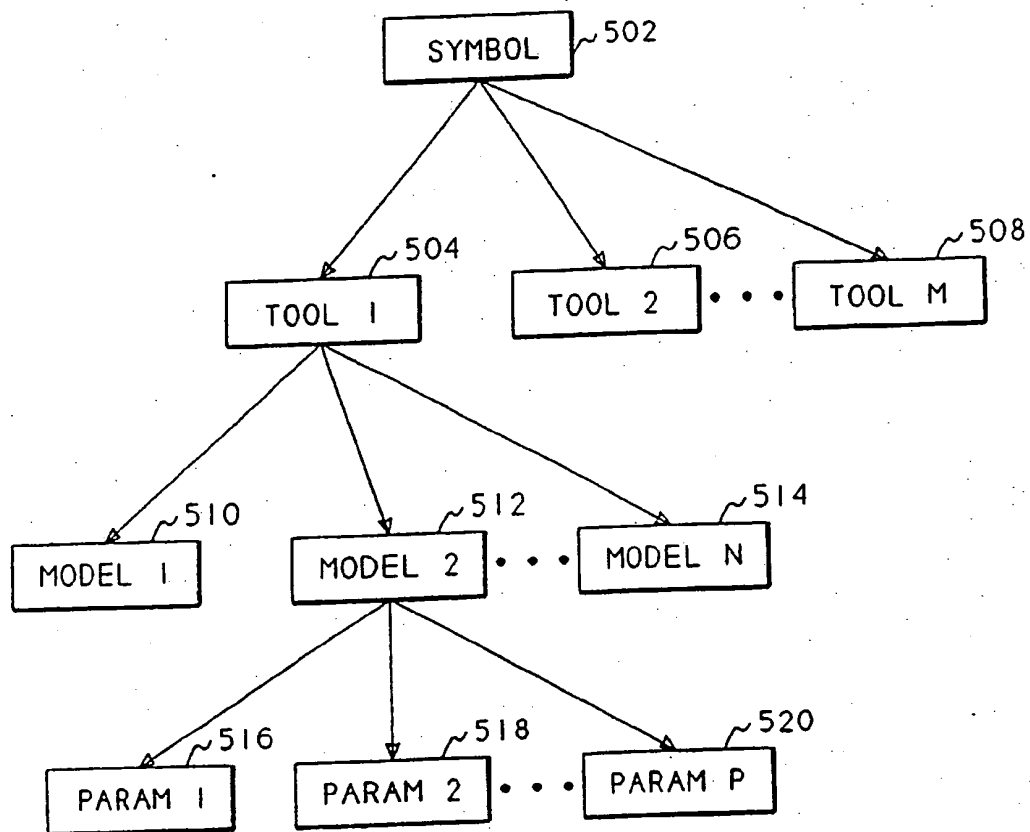 SYMBOL 502
TOOL 1 504
TOOL 2 506
TOOL M 508
MODEL 1 510
MODEL 2 512
MODEL N 514
PARAM 1 516
PARAM 2 518
PARAM P 520